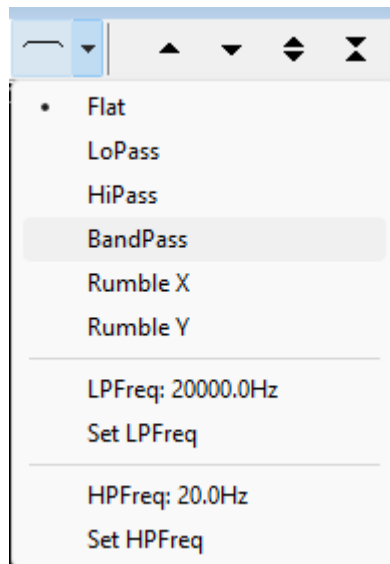 Flat
LoPass
HiPass
BandPass
Rumble X
Rumble Y
LPFreq: 20000.0Hz
Set LPFreq
HPFreq: 20.0Hz
Set HPFreq